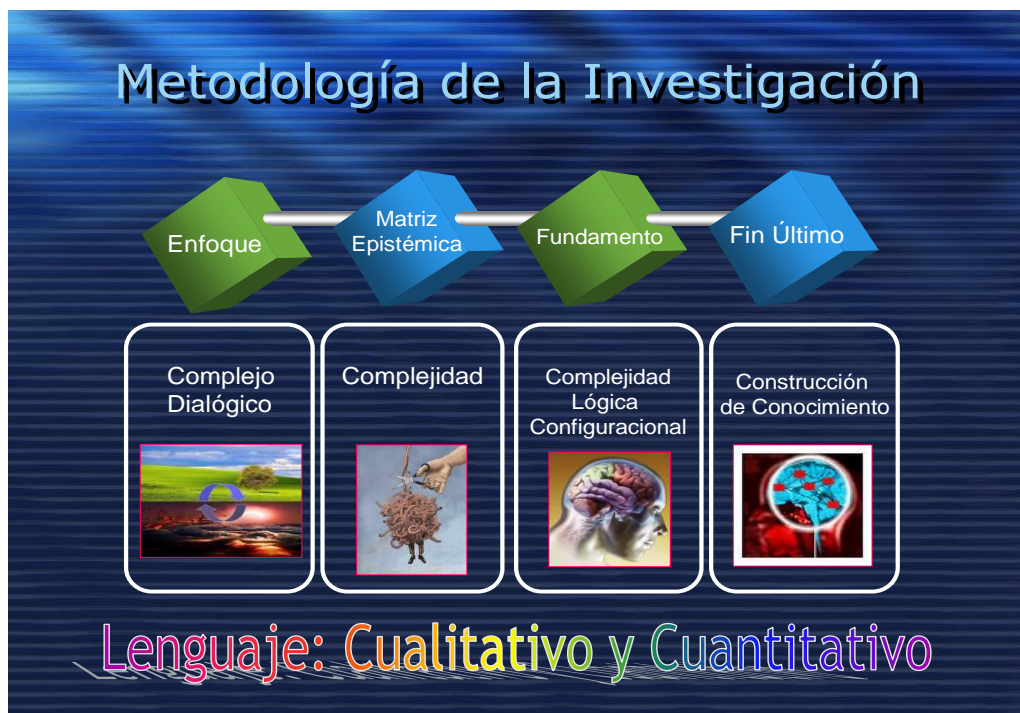 Metodología de la Investigación
Enfoque
Matriz
Epistémica
Fundamento
Fin Último
Complejo
Dialógico
Complejidad
Complejidad
Lógica
Configuracional
Construcción
de Conocimiento
Lenguaje: Cualitativo y Cuantitativo